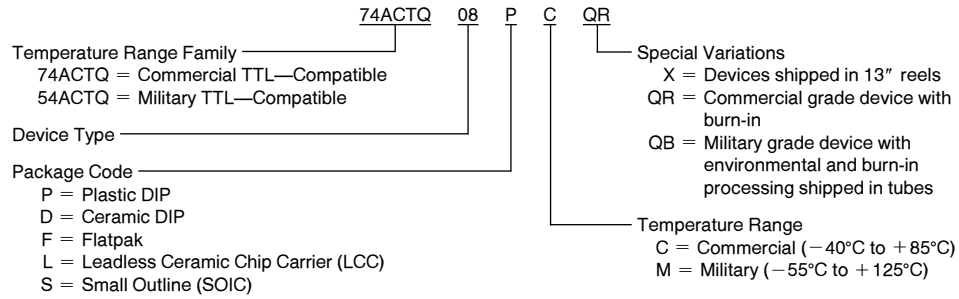 74ACTQ 08 P C QR
Temperature Range Family
74ACTQ = Commercial TTL—Compatible
54ACTQ = Military TTL—Compatible
Device Type
Package Code
P = Plastic DIP
D = Ceramic DIP
F = Flatpak
L = Leadless Ceramic Chip Carrier (LCC)
S = Small Outline (SOIC)
Special Variations
X = Devices shipped in 13″ reels
QR = Commercial grade device with
burn-in
QB = Military grade device with
environmental and burn-in
processing shipped in tubes
Temperature Range
C = Commercial (−40°C to +85°C)
M = Military (−55°C to +125°C)